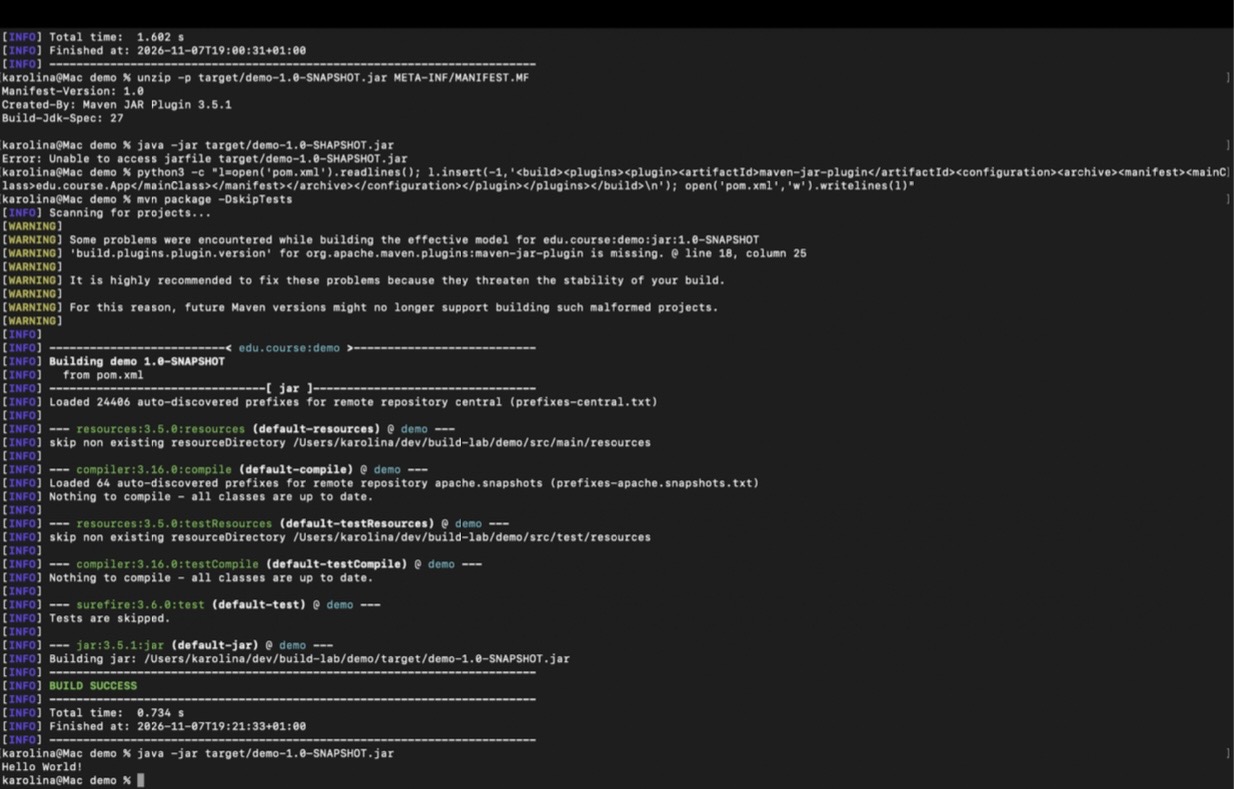 [INFO] Total time:  1.602 s
[INFO] Finished at: 2026-11-07T19:00:31+01:00
[INFO] ------------------------------------------------------------------------
[karolina@Mac demo % unzip -p target/demo-1.0-SNAPSHOT.jar META-INF/MANIFEST.MF ]
Manifest-Version: 1.0
Created-By: Maven JAR Plugin 3.5.1
Build-Jdk-Spec: 27
[karolina@Mac demo % java -jar target/demo-1.0-SHAPSHOT.jar ]
Error: Unable to access jarfile target/demo-1.0-SHAPSHOT.jar
[karolina@Mac demo % python3 -c "l=open('pom.xml').readlines(); l.insert(-1,'<build><plugins><plugin><artifactId>maven-jar-plugin</artifactId><configuration><archive><manifest><mainC]
lass>edu.course.App</mainClass></manifest></archive></configuration></plugin></plugins></build>\n'); open('pom.xml','w').writelines(l)"
[karolina@Mac demo % mvn package -DskipTests ]
[INFO] Scanning for projects...
[WARNING]
[WARNING] Some problems were encountered while building the effective model for edu.course:demo:jar:1.0-SNAPSHOT
[WARNING] 'build.plugins.plugin.version' for org.apache.maven.plugins:maven-jar-plugin is missing. @ line 18, column 25
[WARNING]
[WARNING] It is highly recommended to fix these problems because they threaten the stability of your build.
[WARNING]
[WARNING] For this reason, future Maven versions might no longer support building such malformed projects.
[WARNING]
[INFO]
[INFO] --------------------------< edu.course:demo >---------------------------
[INFO] Building demo 1.0-SNAPSHOT
[INFO]   from pom.xml
[INFO] --------------------------------[ jar ]---------------------------------
[INFO] Loaded 24406 auto-discovered prefixes for remote repository central (prefixes-central.txt)
[INFO]
[INFO] --- resources:3.5.0:resources (default-resources) @ demo ---
[INFO] skip non existing resourceDirectory /Users/karolina/dev/build-lab/demo/src/main/resources
[INFO]
[INFO] --- compiler:3.16.0:compile (default-compile) @ demo ---
[INFO] Loaded 64 auto-discovered prefixes for remote repository apache.snapshots (prefixes-apache.snapshots.txt)
[INFO] Nothing to compile - all classes are up to date.
[INFO]
[INFO] --- resources:3.5.0:testResources (default-testResources) @ demo ---
[INFO] skip non existing resourceDirectory /Users/karolina/dev/build-lab/demo/src/test/resources
[INFO]
[INFO] --- compiler:3.16.0:testCompile (default-testCompile) @ demo ---
[INFO] Nothing to compile - all classes are up to date.
[INFO]
[INFO] --- surefire:3.6.0:test (default-test) @ demo ---
[INFO] Tests are skipped.
[INFO]
[INFO] --- jar:3.5.1:jar (default-jar) @ demo ---
[INFO] Building jar: /Users/karolina/dev/build-lab/demo/target/demo-1.0-SNAPSHOT.jar
[INFO] ------------------------------------------------------------------------
[INFO] BUILD SUCCESS
[INFO] ------------------------------------------------------------------------
[INFO] Total time:  0.734 s
[INFO] Finished at: 2026-11-07T19:21:33+01:00
[INFO] ------------------------------------------------------------------------
[karolina@Mac demo % java -jar target/demo-1.0-SNAPSHOT.jar ]
Hello World!
karolina@Mac demo %